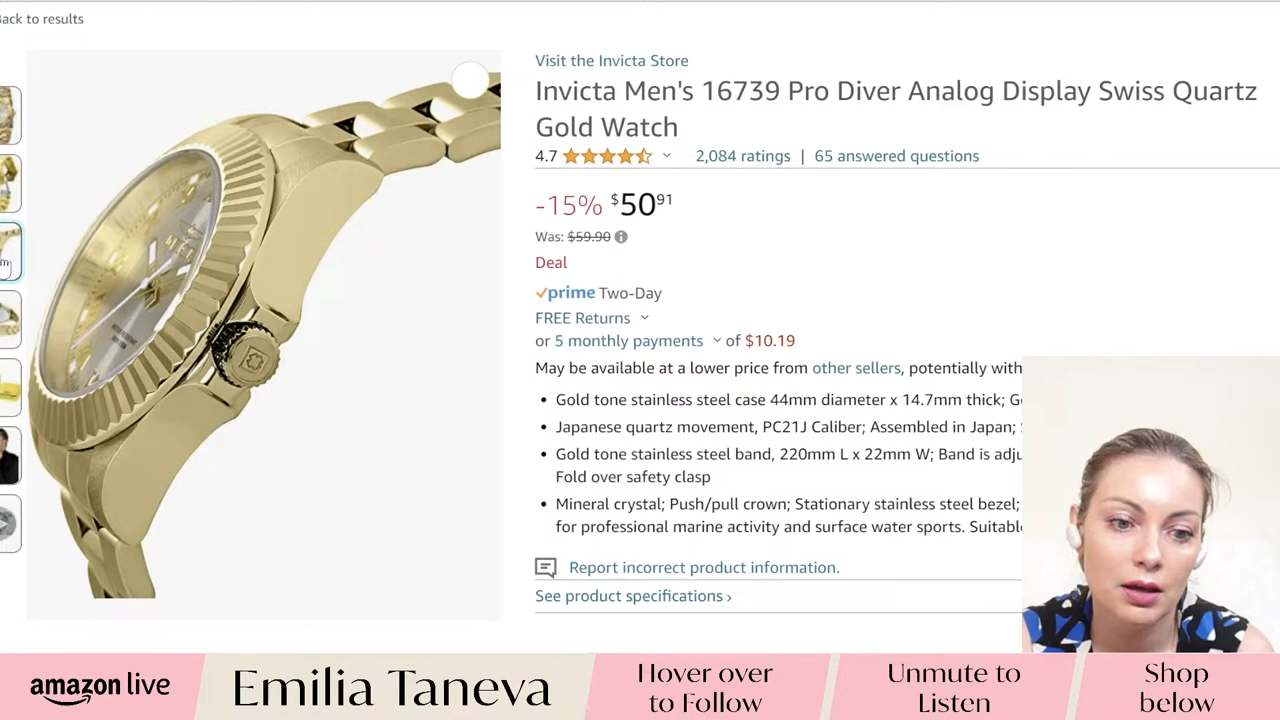 Back to results
Visit the Invicta Store
Invicta Men's 16739 Pro Diver Analog Display Swiss Quartz
Gold Watch
4.7 2,084 ratings | 65 answered questions
-15% $50 91
Was: $59.90
Deal
prime Two-Day
FREE Returns
or 5 monthly payments of $10.19
May be available at a lower price from other sellers, potentially with
• Gold tone stainless steel case 44mm diameter x 14.7mm thick;
• Japanese quartz movement, PC21J Caliber; Assembled in Japan;
• Gold tone stainless steel band, 220mm L x 22mm W; Band is
Fold over safety clasp
• Mineral crystal; Push/pull crown; Stationary stainless steel bezel;
for professional marine activity and surface water sports.
Report incorrect product information.
See product specifications ›
amazon live
Emilia Taneva
Hover over
to Follow
Unmute to
Listen
Shop
below